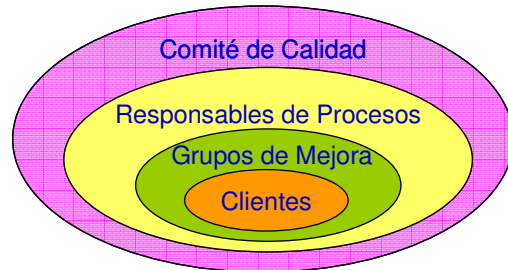 Comité de Calidad
Responsables de Procesos
Grupos de Mejora
Clientes